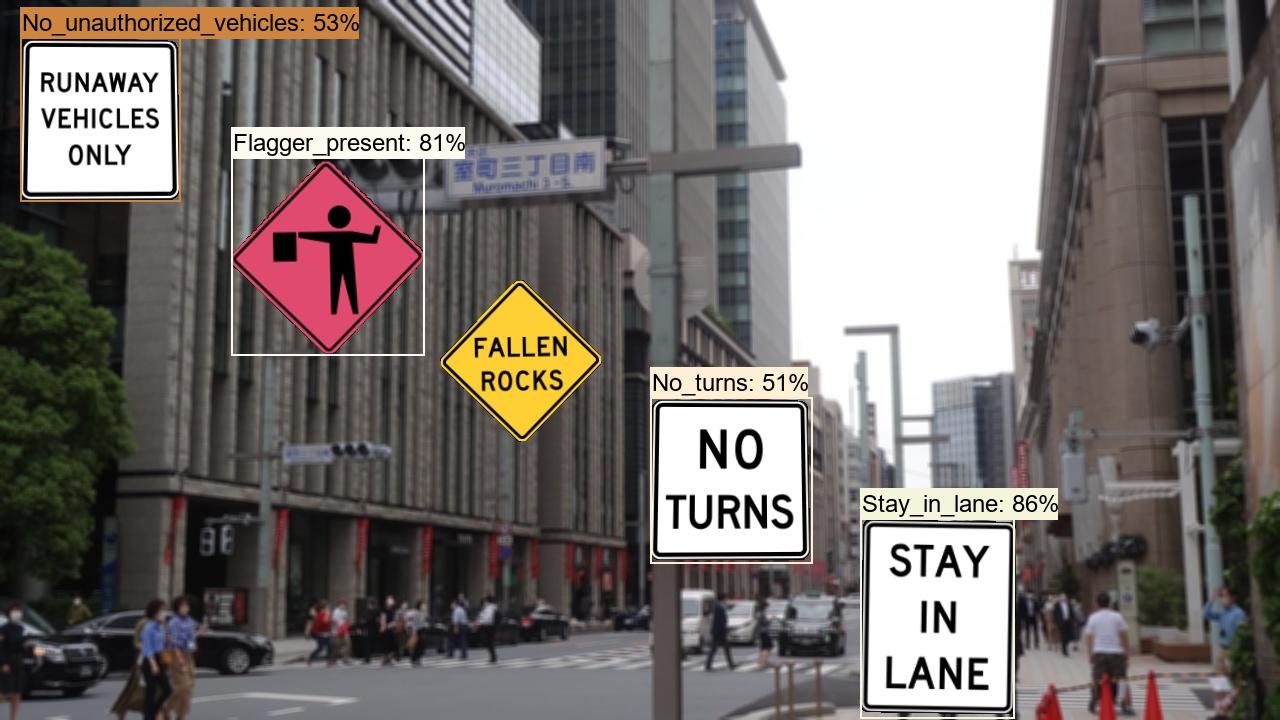 No_unauthorized_vehicles: 53%
RUNAWAY
VEHICLES
ONLY
Flagger_present: 81%
室町三丁目南
Muromachi 3 -S.
FALLEN
ROCKS
No_turns: 51%
NO
TURNS
Stay_in_lane: 86%
STAY
IN
LANE